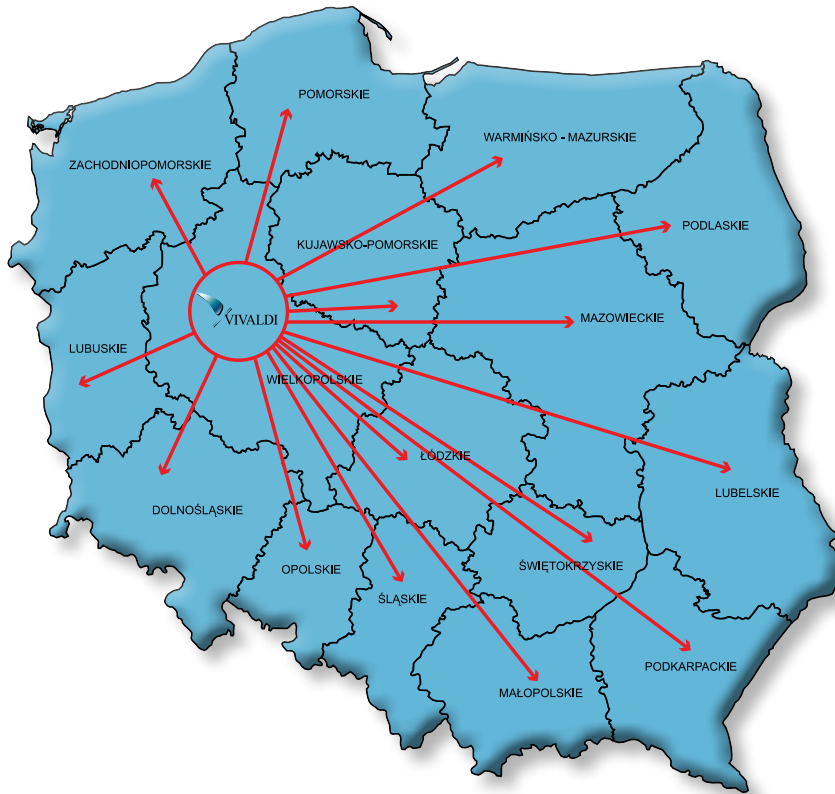 POMORSKIE
WARMIŃSKO - MAZURSKIE
ZACHODNIOPOMORSKIE
PODLASKIE
KUJAWSKO-POMORSKIE
VIVALDI
MAZOWIECKIE
LUBUSKIE
WIELKOPOLSKIE
ŁÓDZKIE
LUBELSKIE
DOLNOŚLĄSKIE
ŚWIĘTOKRZYSKIE
OPOLSKIE
ŚLĄSKIE
PODKARPACKIE
MAŁOPOLSKIE